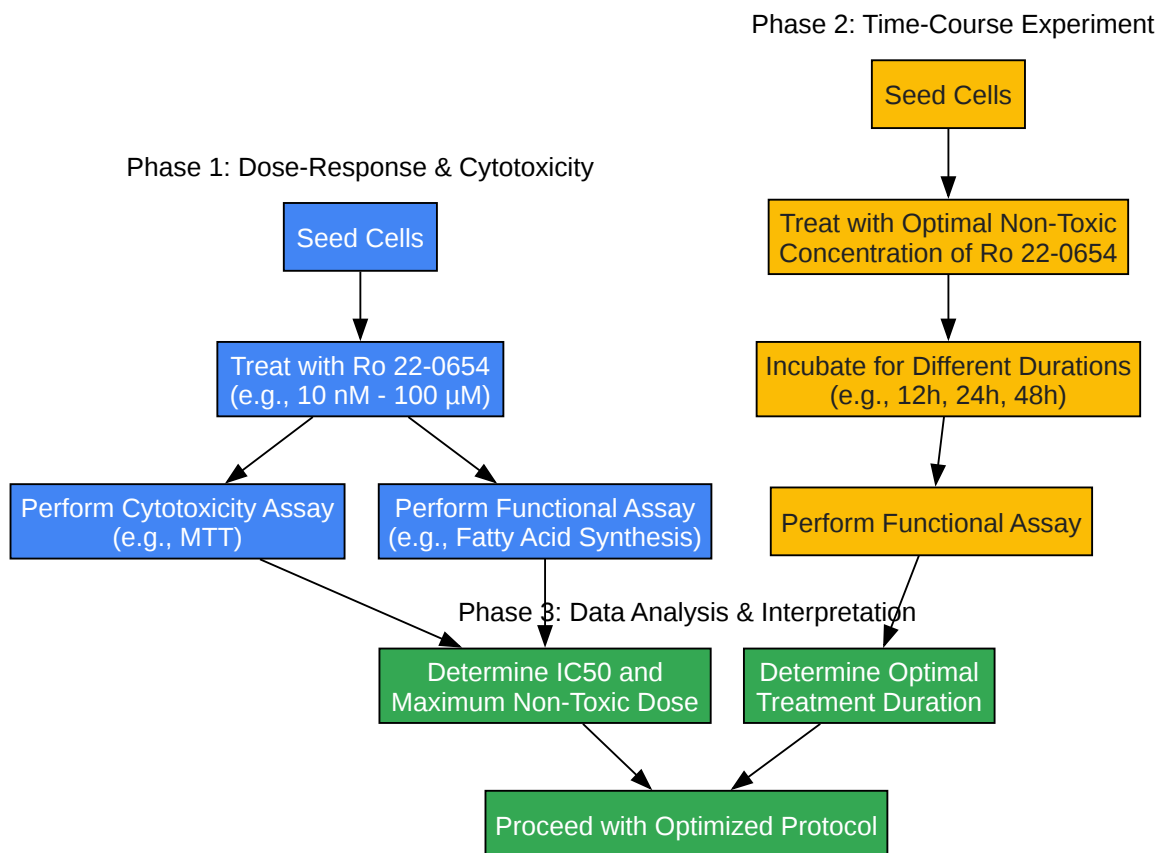 Phase 2: Time-Course Experiment
Seed Cells
Phase 1: Dose-Response & Cytotoxicity
Treat with Optimal Non-Toxic
Concentration of Ro 22-0654
Seed Cells
Treat with Ro 22-0654
(e.g., 10 nM - 100 µM)
Incubate for Different Durations
(e.g., 12h, 24h, 48h)
Perform Cytotoxicity Assay
(e.g., MTT)
Perform Functional Assay
(e.g., Fatty Acid Synthesis)
Perform Functional Assay
Phase 3: Data Analysis & Interpretation
Determine IC50 and
Maximum Non-Toxic Dose
Determine Optimal
Treatment Duration
Proceed with Optimized Protocol